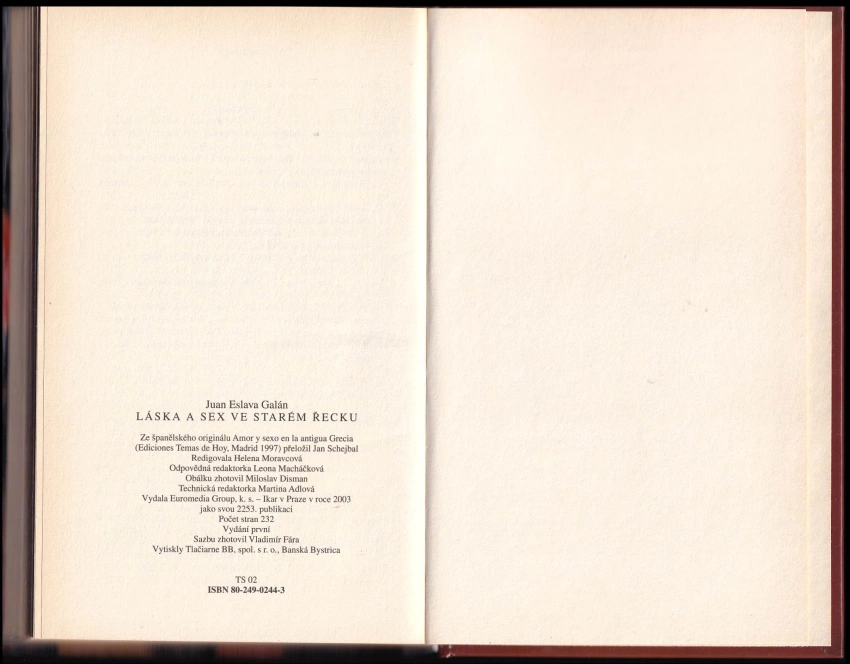 Juan Eslava Galán
LÁSKA A SEX VE STARÉM ŘECKU
Ze španělského originálu Amor y sexo en la antigua Grecia
(Ediciones Temas de Hoy, Madrid 1997) přeložil Jan Schejbal
Redigovala Helena Moravcová
Odpovědná redaktorka Leona Macháčková
Obálku zhotovil Miloslav Disman
Technická redaktorka Martina Adlová
Vydala Euromedia Group, k. s. – Ikar v Praze v roce 2003
jako svou 2253. publikaci
Počet stran 232
Vydání první
Sazbu zhotovil Vladimír Fára
Vytiskly Tlačiarne BB, spol. s r. o., Banská Bystrica
TS 02
ISBN 80-249-0244-3